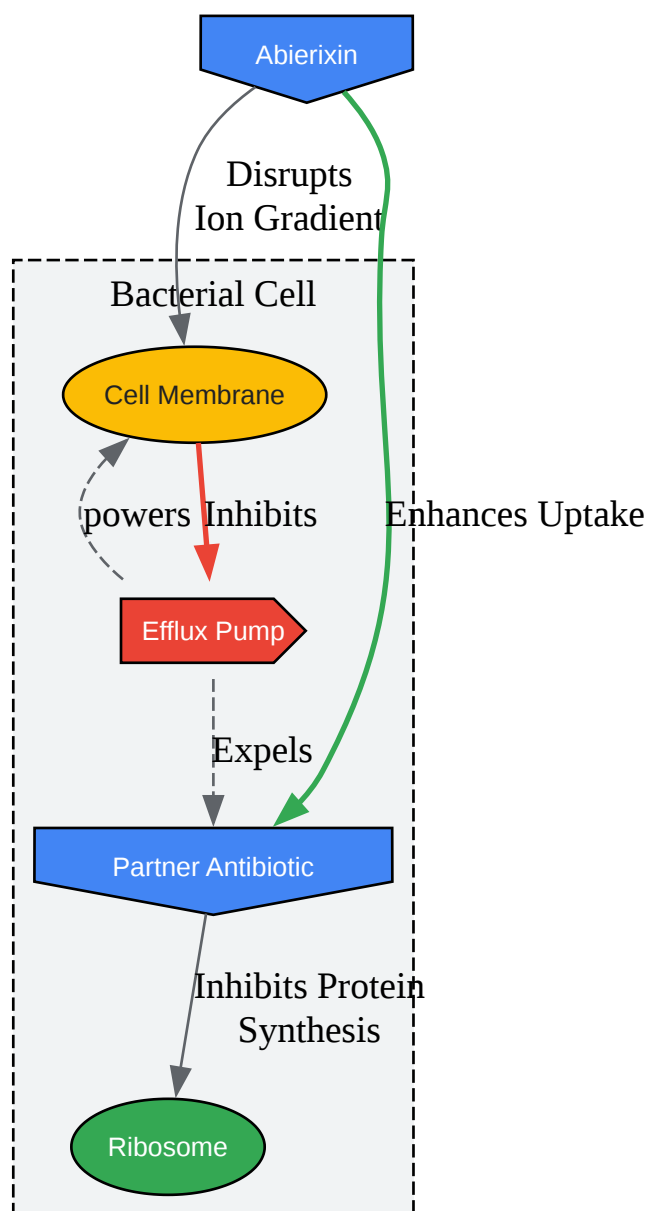 Abierixin
Disrupts
Ion Gradient
Bacterial Cell
Cell Membrane
powers
Inhibits
Enhances Uptake
Efflux Pump
Expels
Partner Antibiotic
Inhibits Protein
Synthesis
Ribosome